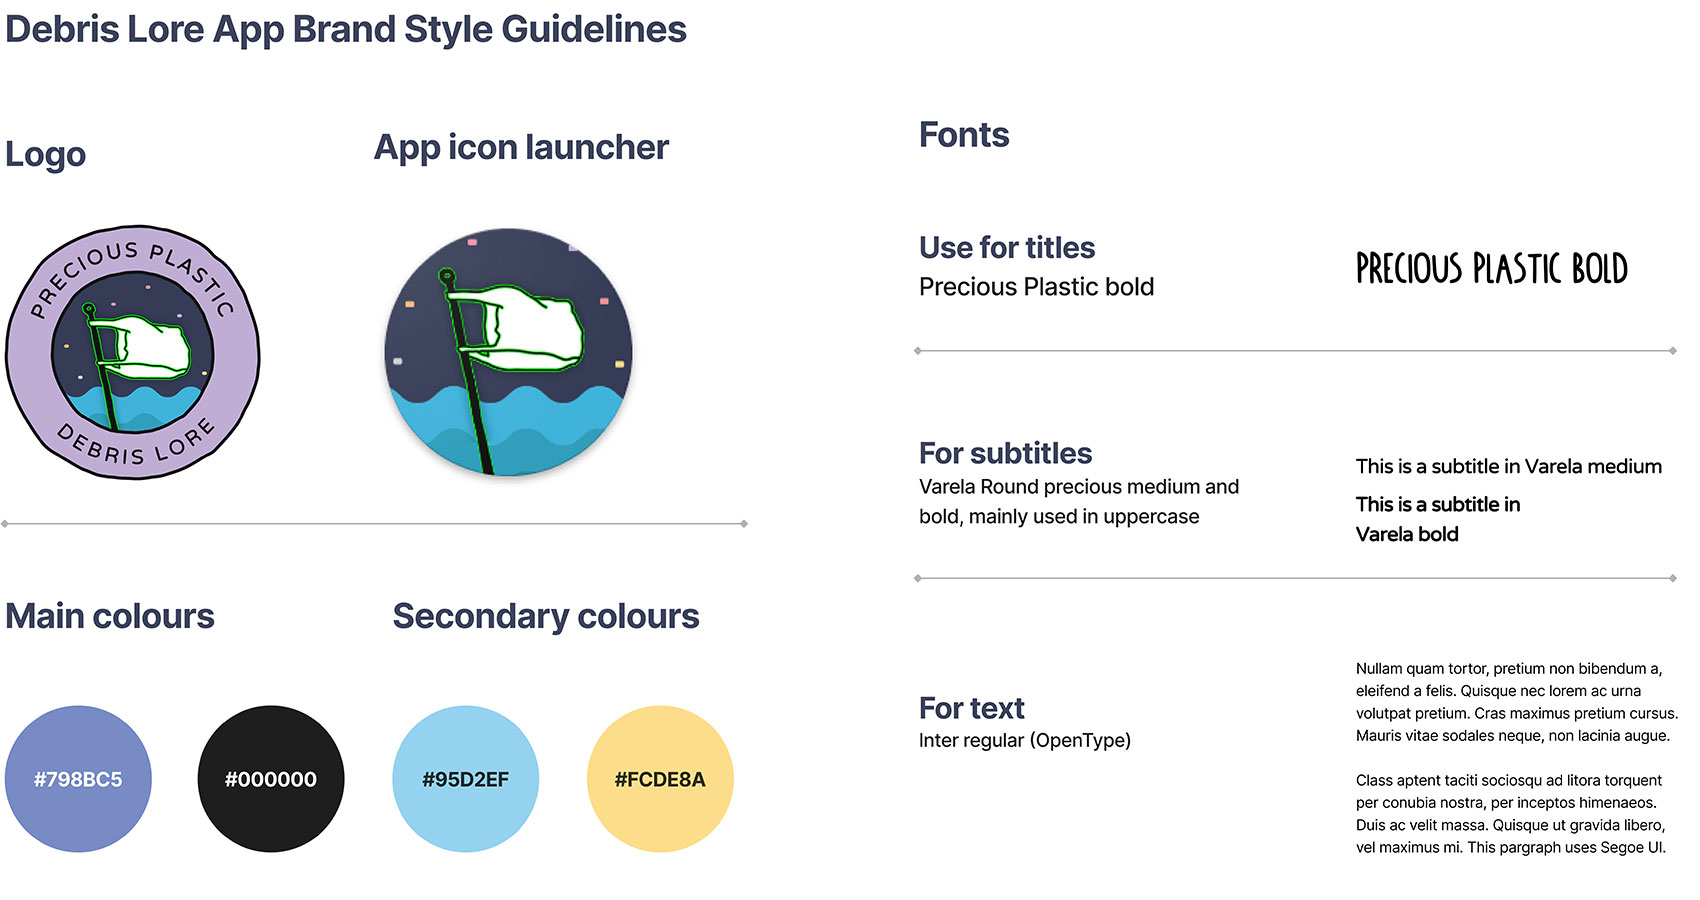 Debris Lore App Brand Style Guidelines
Logo
App icon launcher
PRECIOUS PLASTIC
DEBRIS LORE
Main colours
Secondary colours
#798BC5
#000000
#95D2EF
#FCDE8A
Fonts
Use for titles
Precious Plastic bold
PRECIOUS PLASTIC BOLD
For subtitles
Varela Round precious medium and
bold, mainly used in uppercase
This is a subtitle in Varela medium
This is a subtitle in
Varela bold
For text
Inter regular (OpenType)
Nullam quam tortor, pretium non bibendum a,
eleifend a felis. Quisque nec lorem ac urna
volutpat pretium. Cras maximus pretium cursus.
Mauris vitae sodales neque, non lacinia augue.
Class aptent taciti sociosqu ad litora torquent
per conubia nostra, per inceptos himenaeos.
Duis ac velit massa. Quisque ut gravida libero,
vel maximus mi. This pargraph uses Segoe UI.